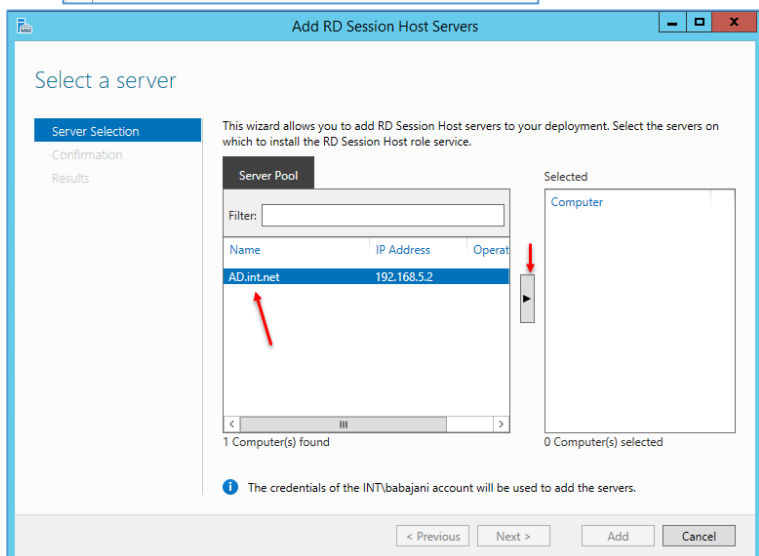 Add RD Session Host Servers
Select a server
Server Selection
Confirmation
Results
This wizard allows you to add RD Session Host servers to your deployment. Select the servers on
which to install the RD Session Host role service.
Server Pool
Filter:
Name IP Address Operat
AD.int.net 192.168.5.2
1 Computer(s) found
Selected
Computer
0 Computer(s) selected
The credentials of the INT\babajani account will be used to add the servers.
< Previous Next > Add Cancel